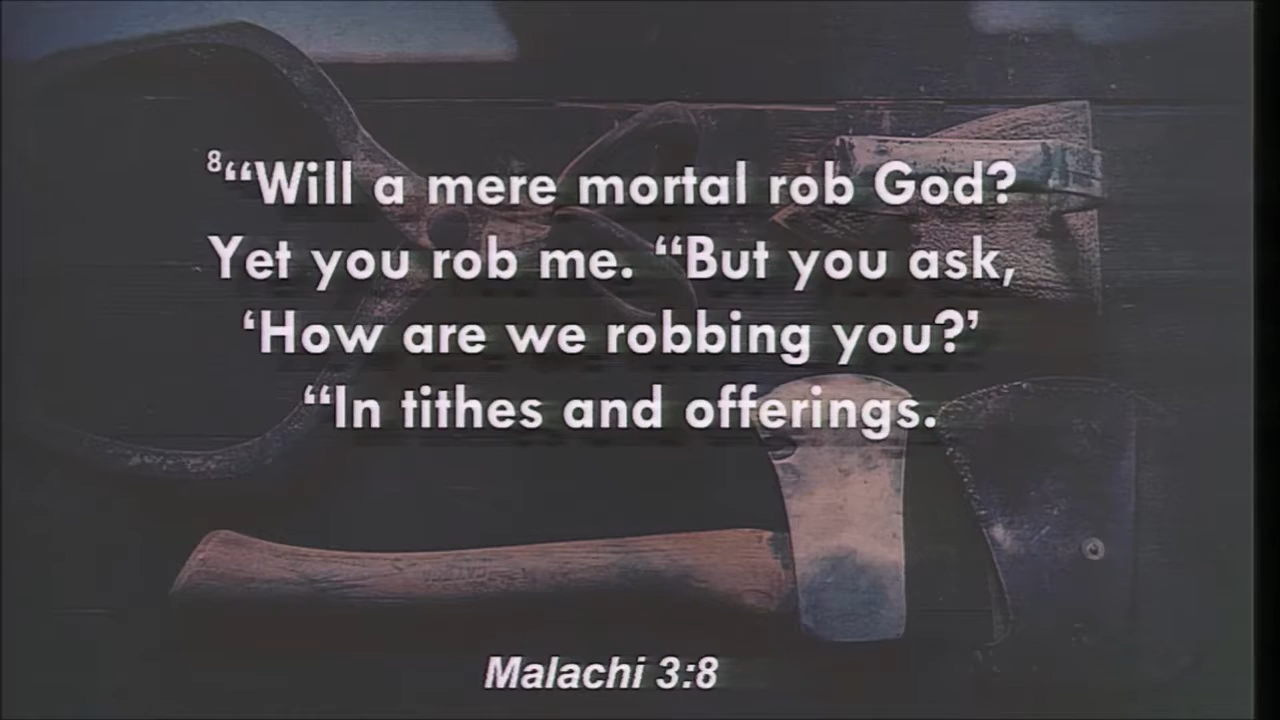 8“Will a mere mortal rob God?
Yet you rob me. “But you ask,
‘How are we robbing you?’
“In tithes and offerings.
Malachi 3:8